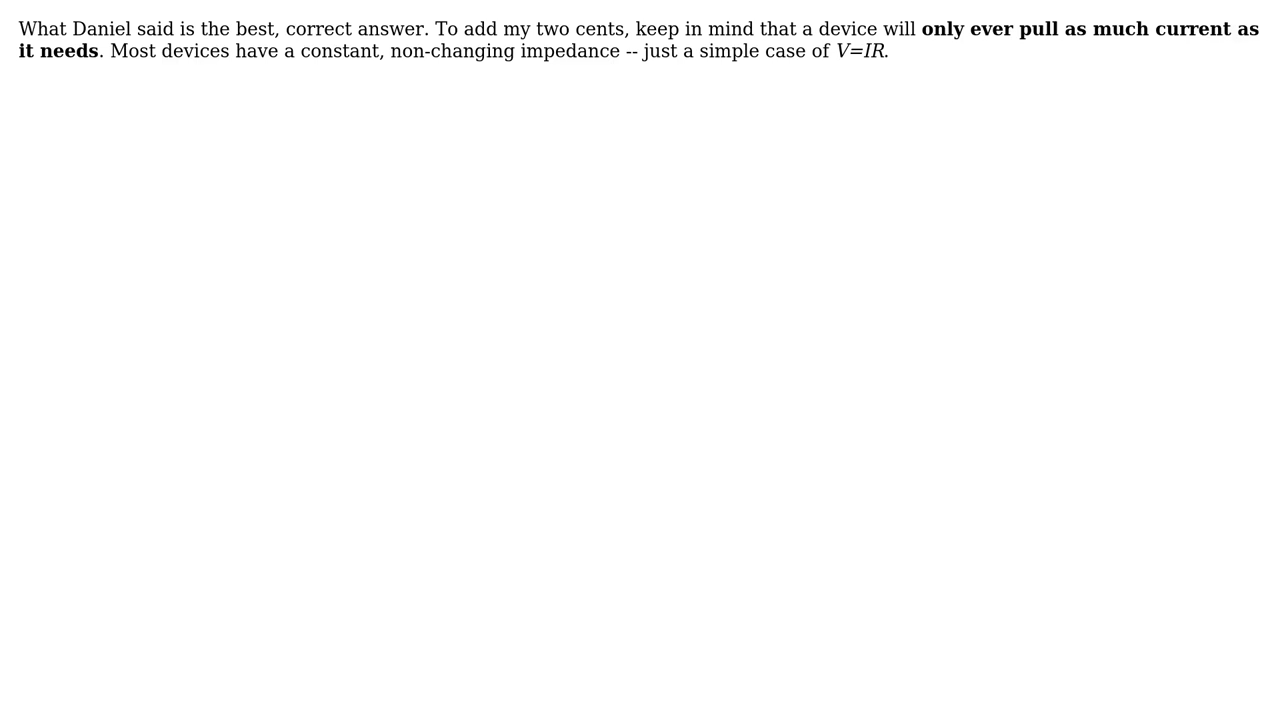 What Daniel said is the best, correct answer. To add my two cents, keep in mind that a device will only ever pull as much current as
it needs. Most devices have a constant, non-changing impedance -- just a simple case of V=IR.